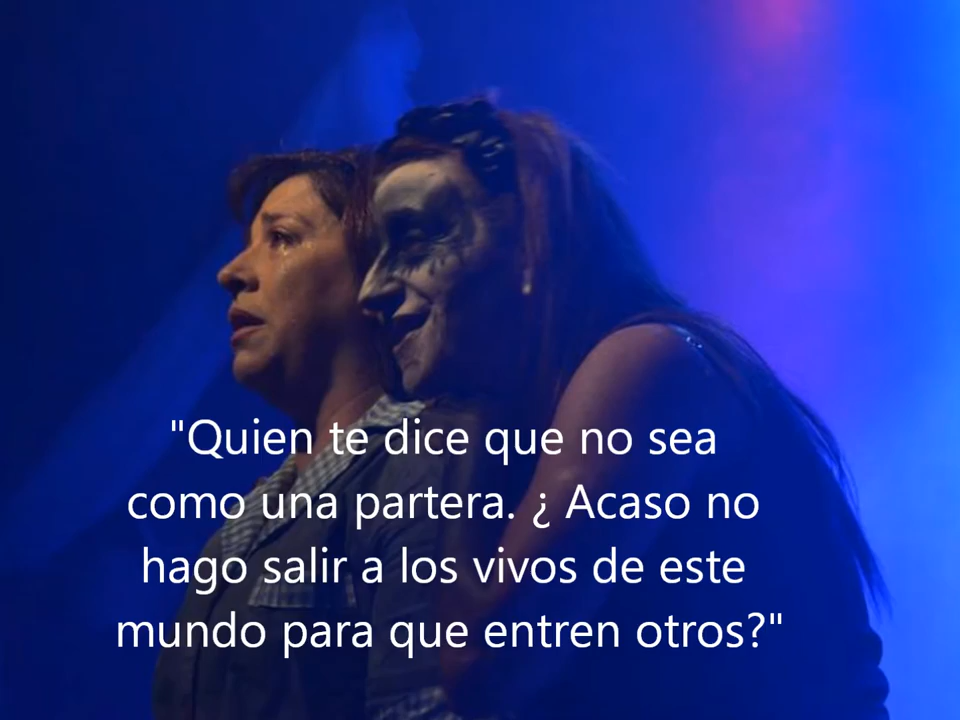 "Quien te dice que no sea
como una partera. ¿ Acaso no
hago salir a los vivos de este
mundo para que entren otros?"